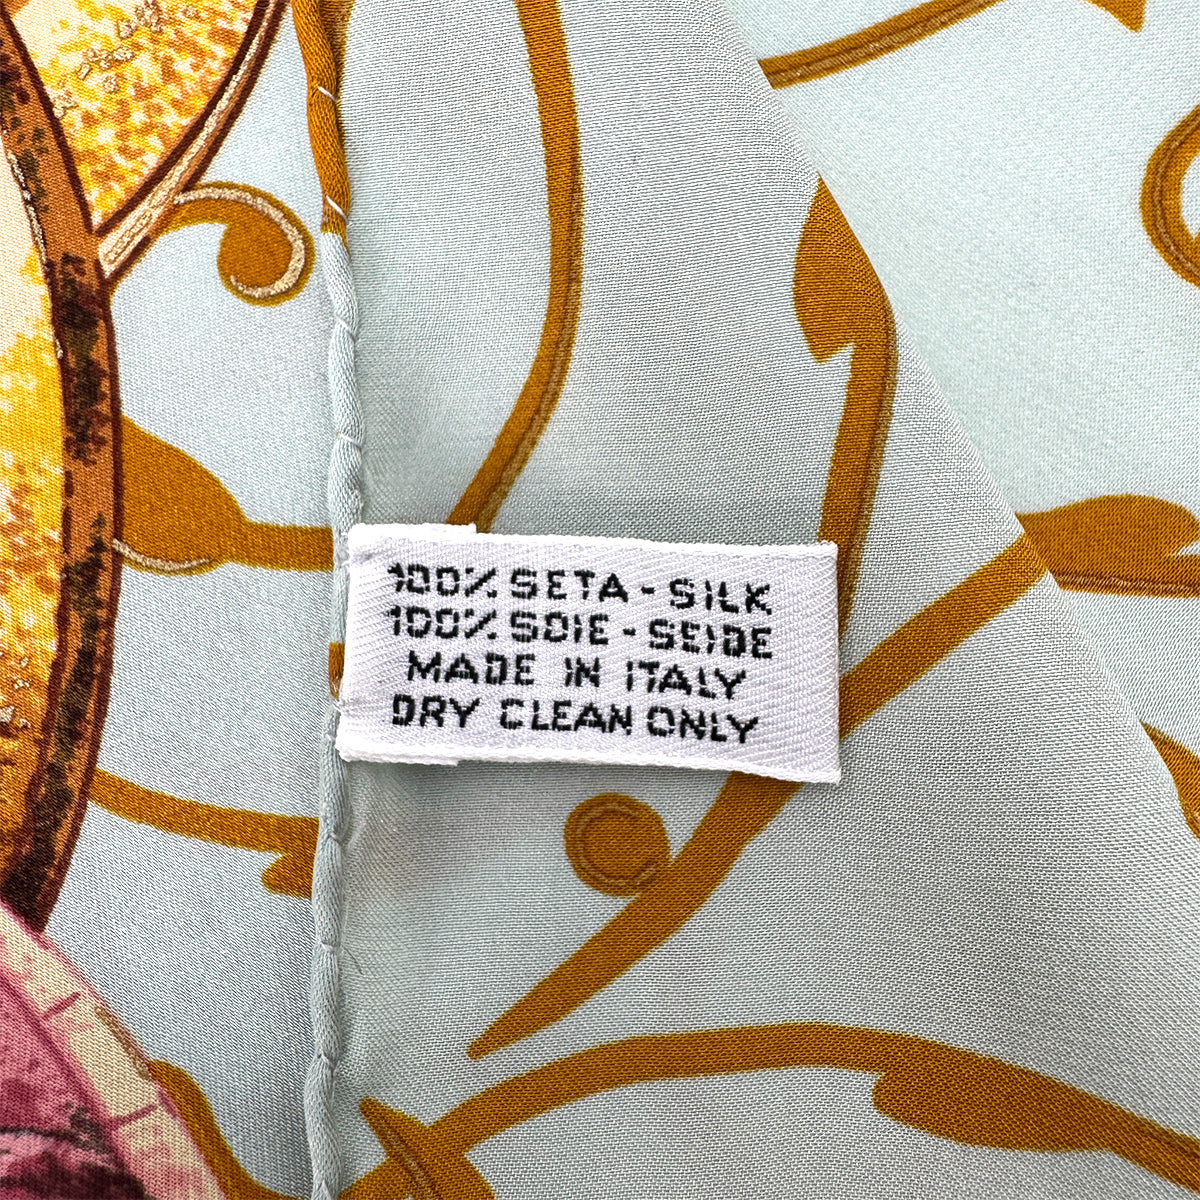 100% SETA - SILK
100% SOIE - SEIDE
MADE IN ITALY
DRY CLEAN ONLY